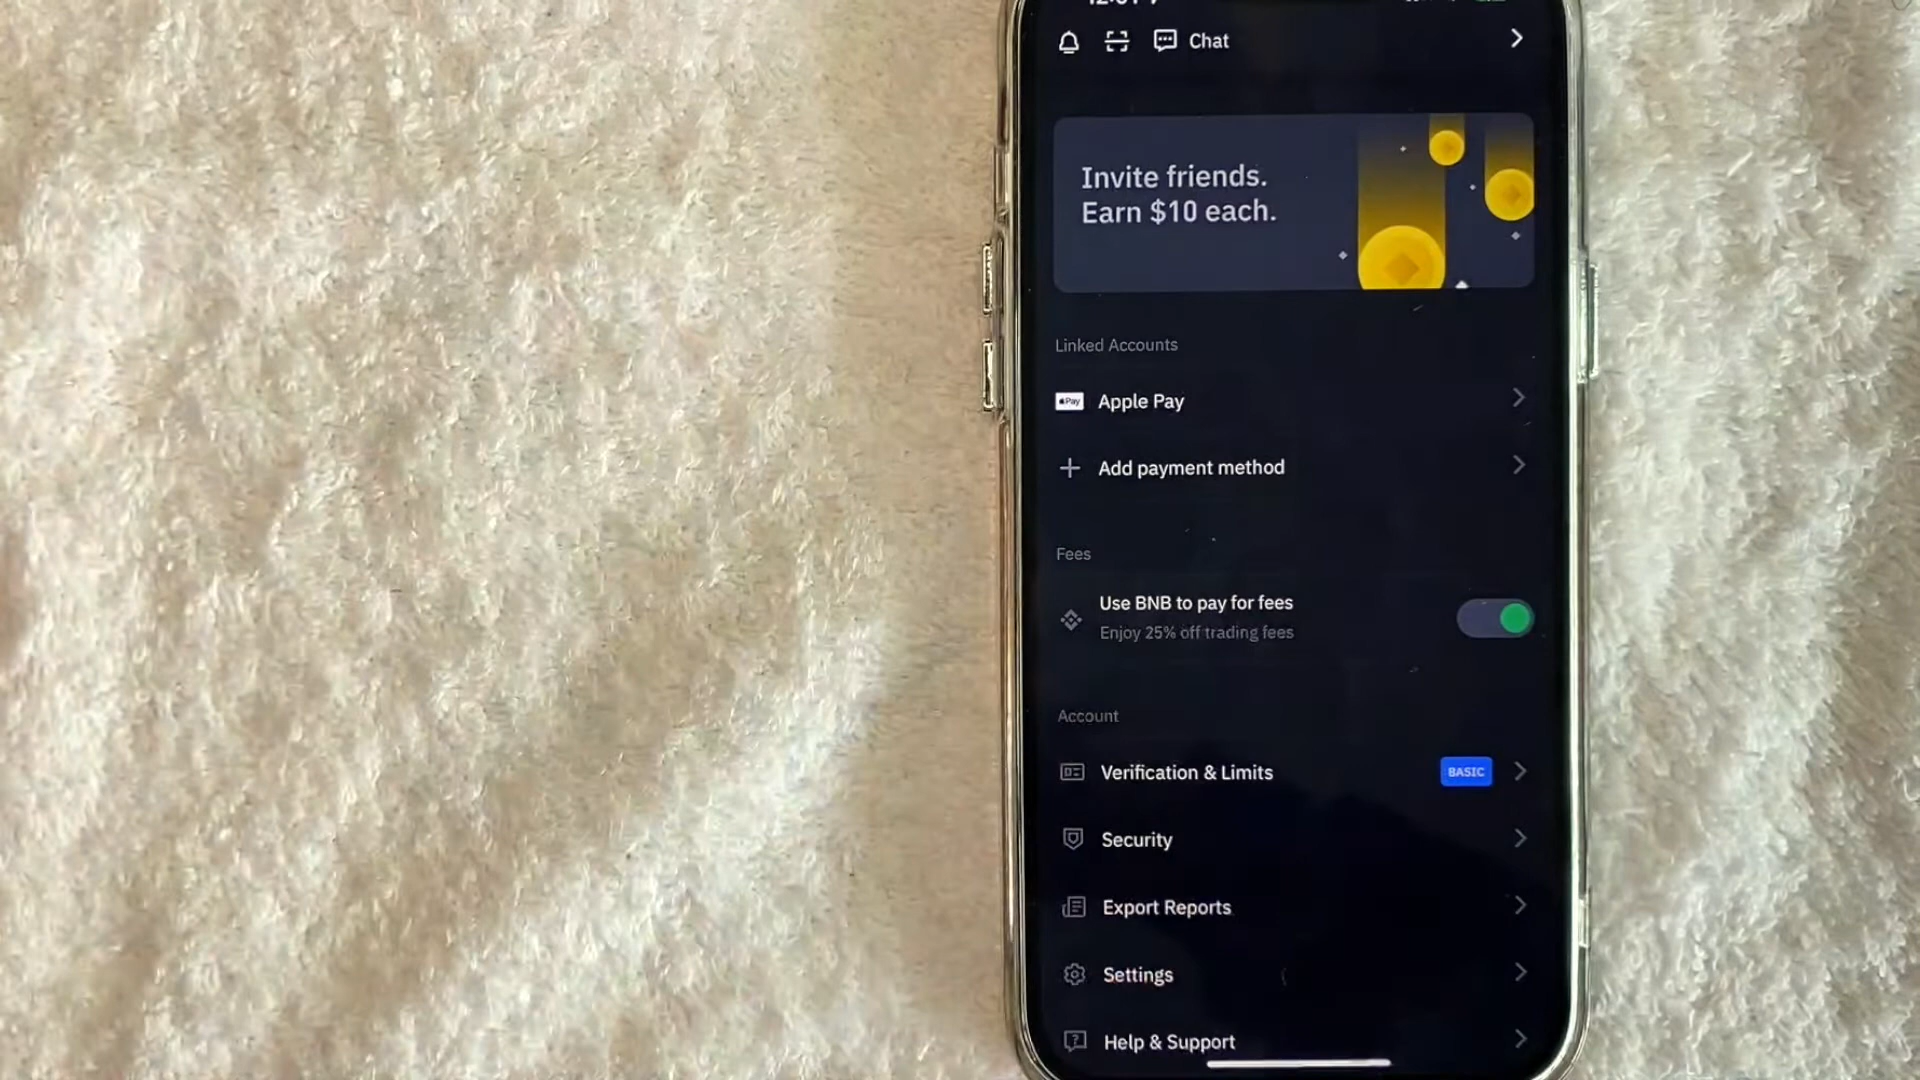 Chat
Invite friends.
Earn $10 each.
Linked Accounts
Pay
Apple Pay
Add payment method
Fees
Use BNB to pay for fees
Enjoy 25% off trading fees
Account
Verification & Limits
BASIC
Security
Export Reports
Settings
Help & Support